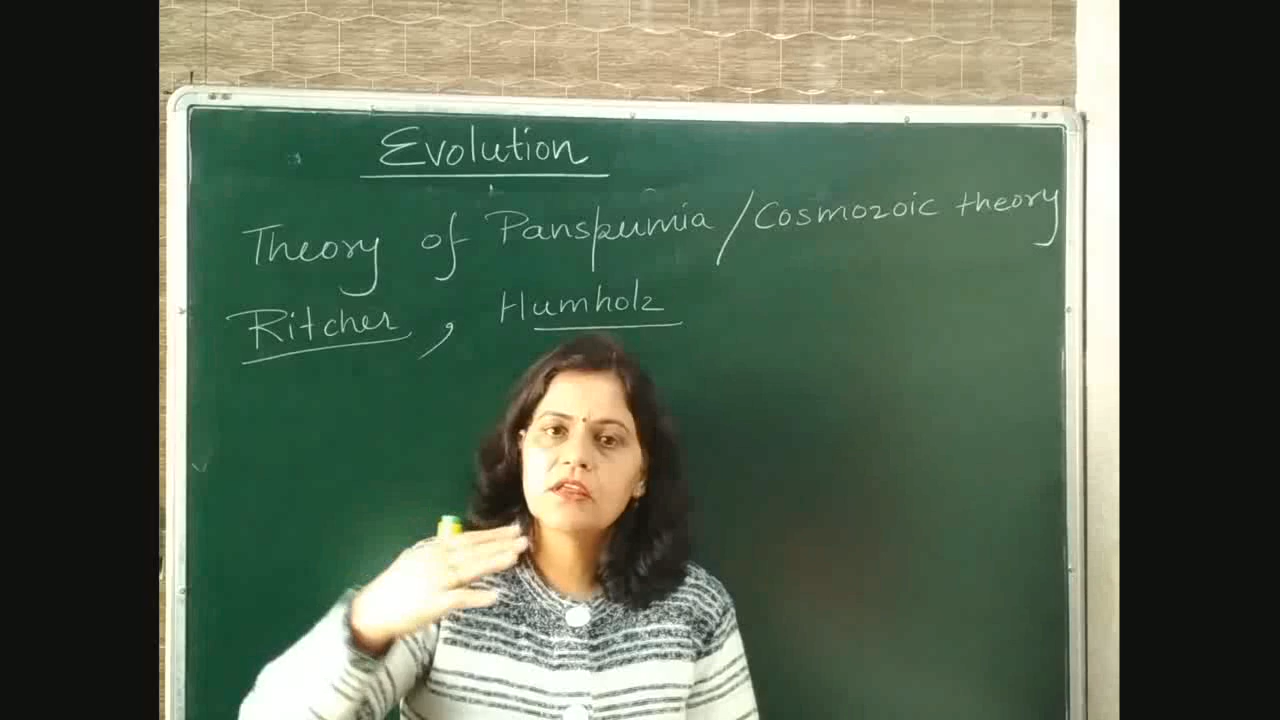 Evolution
Theory of Panspumia / Cosmozoic theory
Ritcher , Humholz